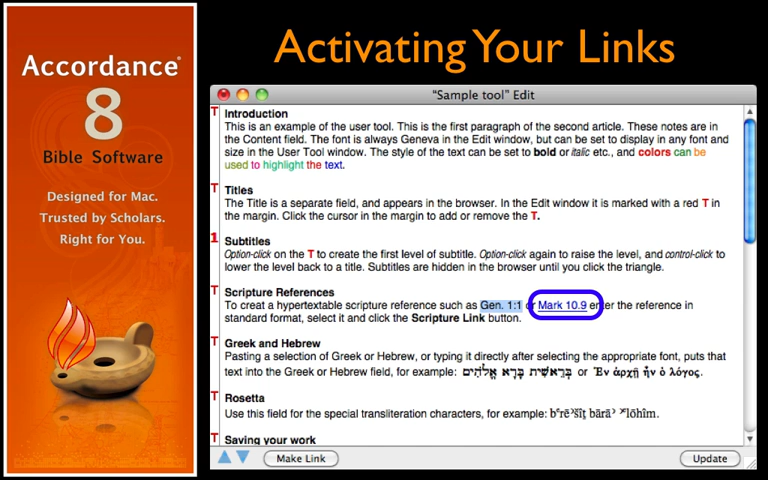 Activating Your Links
Accordance®
8
Bible Software
Designed for Mac.
Trusted by Scholars.
Right for You.
"Sample tool" Edit
T Introduction
This is an example of the user tool. This is the first paragraph of the second article. These notes are in
the Content field. The font is always Geneva in the Edit window, but can be set to display in any font and
size in the User Tool window. The style of the text can be set to bold or italic etc., and colors can be
used to highlight the text.
T Titles
The Title is a separate field, and appears in the browser. In the Edit window it is marked with a red T in
the margin. Click the cursor in the margin to add or remove the T.
1 Subtitles
Option-click on the T to create the first level of subtitle. Option-click again to raise the level, and control-click to
lower the level back to a title. Subtitles are hidden in the browser until you click the triangle.
T Scripture References
To creat a hypertextable scripture reference such as Gen. 1:1 or Mark 10.9 enter the reference in
standard format, select it and click the Scripture Link button.
T Greek and Hebrew
Pasting a selection of Greek or Hebrew, or typing it directly after selecting the appropriate font, puts that
text into the Greek or Hebrew field, for example: בְּרֵאשִׁית בָּרָא אֱלֹהִים or Ἐν ἀρχῇ ἦν ὁ λόγος.
T Rosetta
Use this field for the special transliteration characters, for example: bᵉrēʾšît bārāʾ ʾᵉlōhîm.
T Saving your work
Make Link
Update